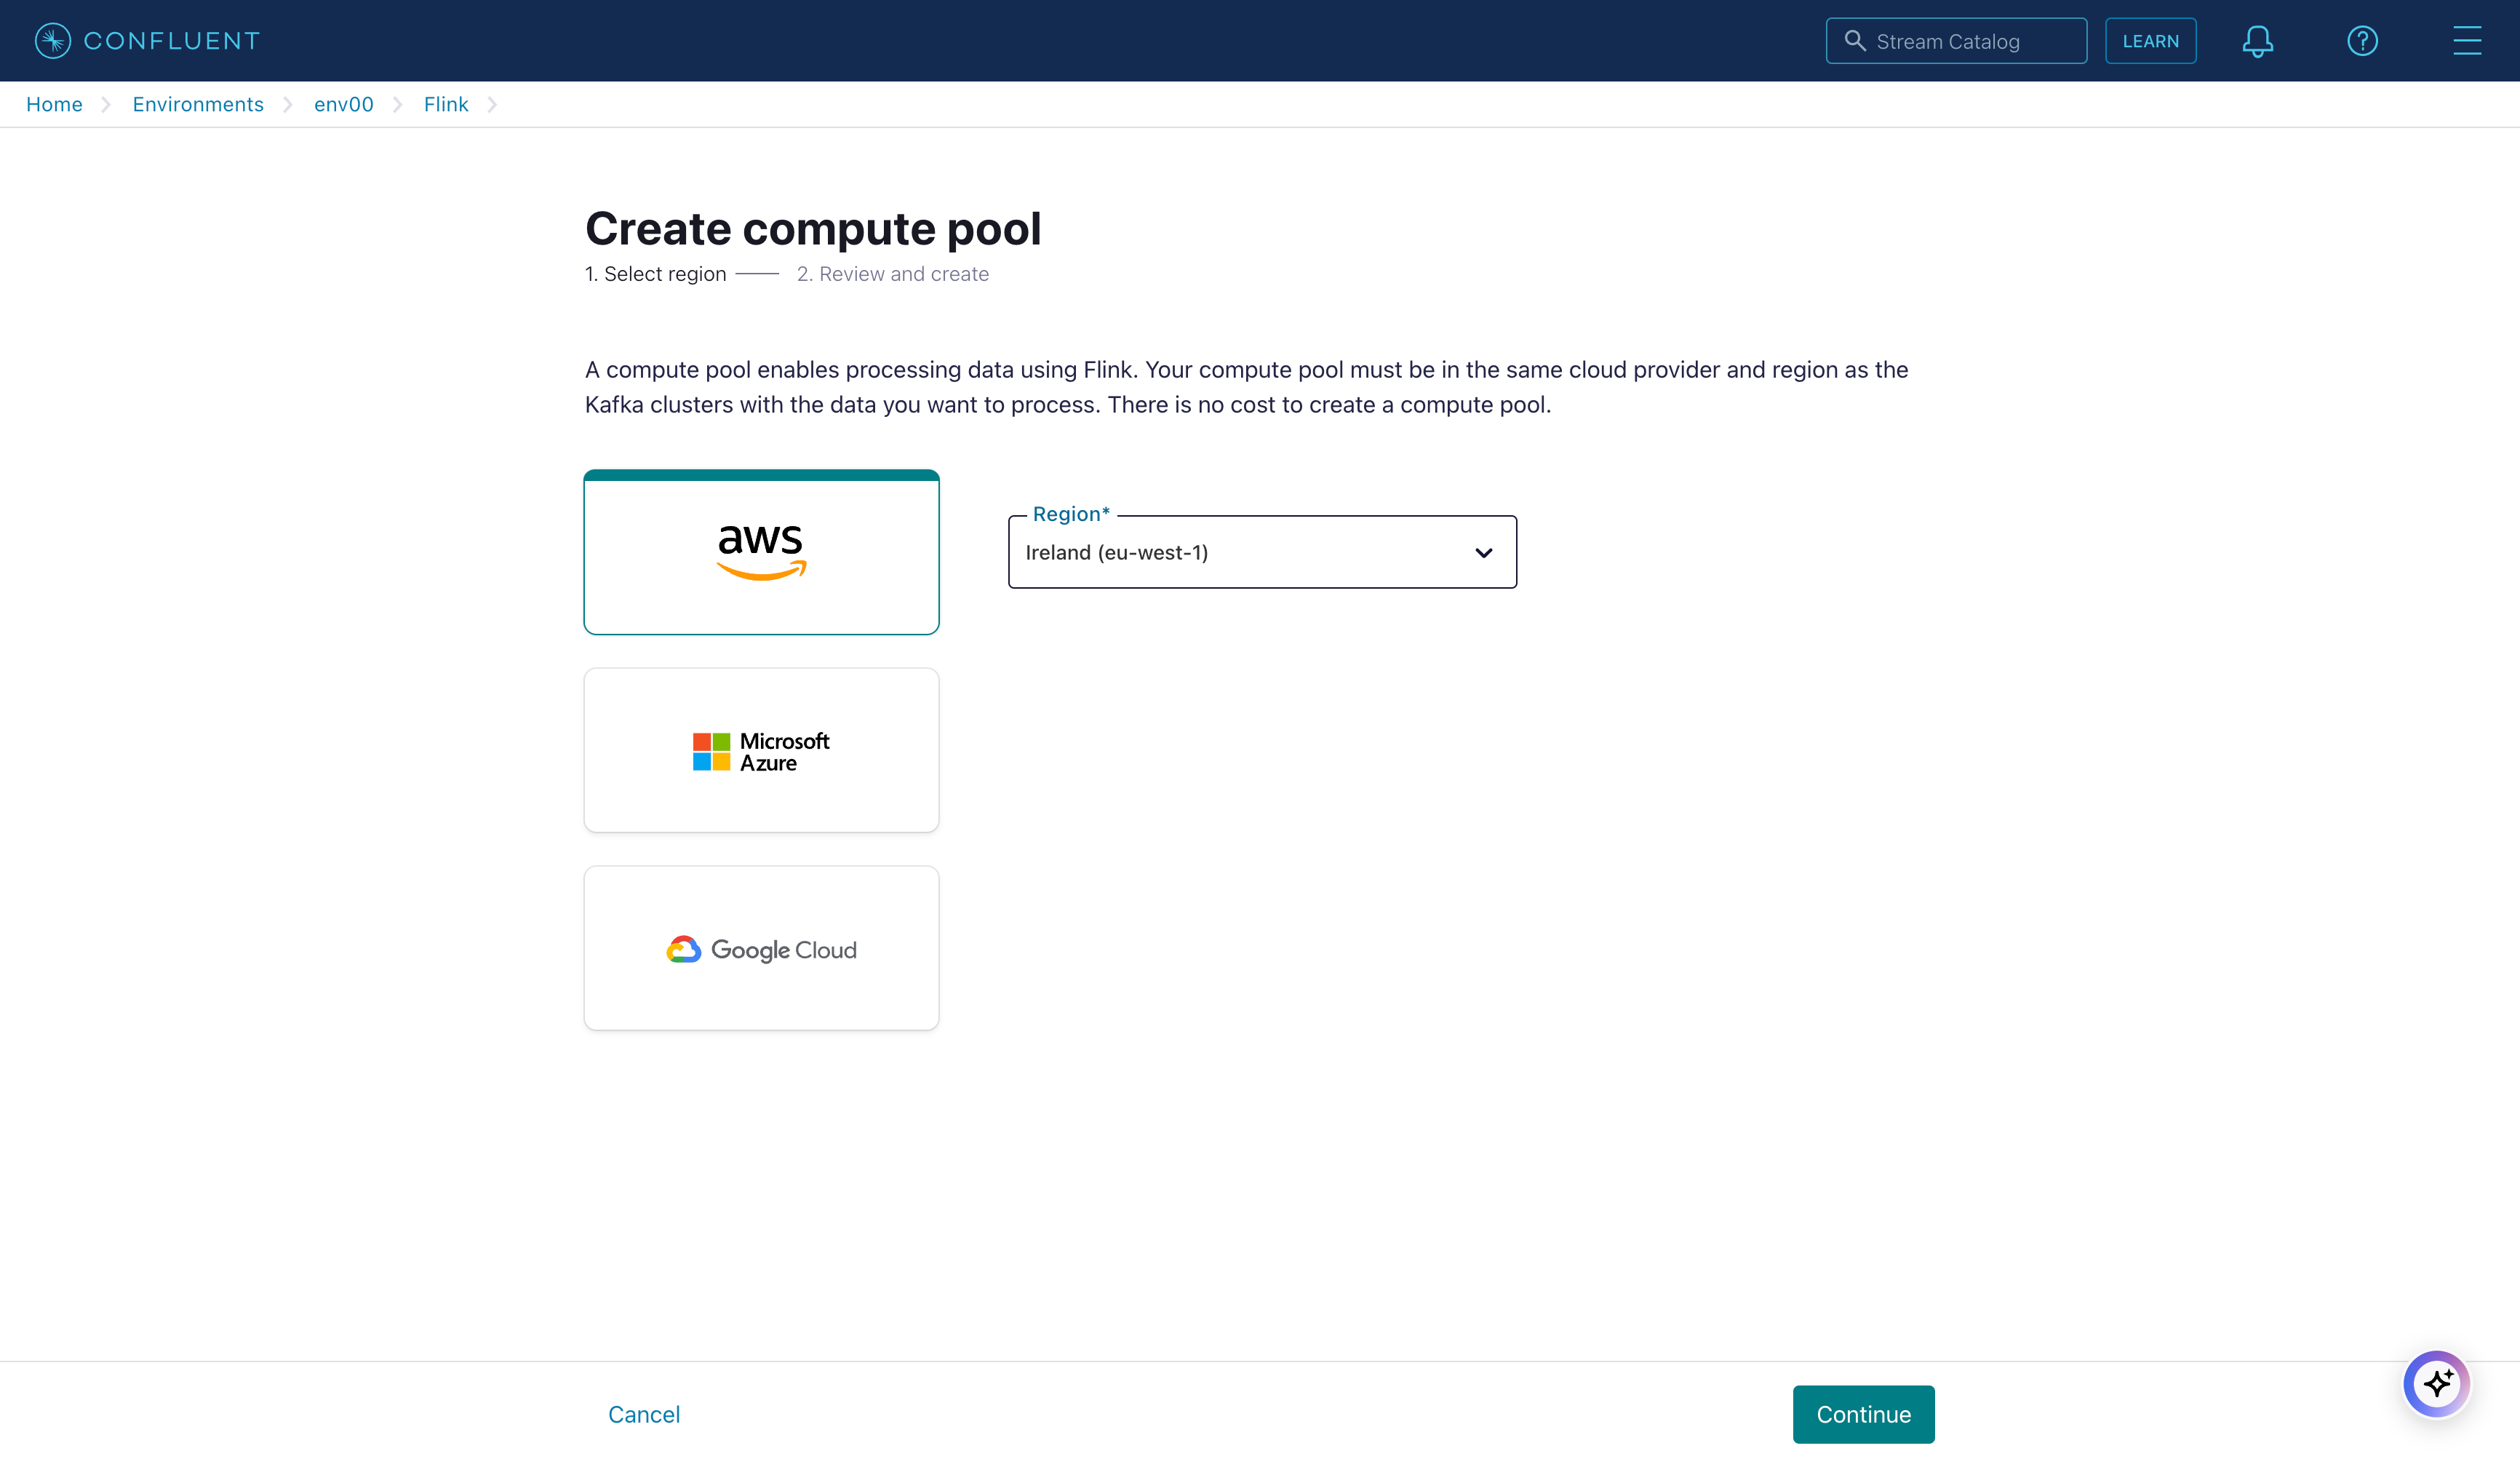 CONFLUENT
Stream Catalog
LEARN
Home
Environments
env00
Flink
Create compute pool
1. Select region
2. Review and create
A compute pool enables processing data using Flink. Your compute pool must be in the same cloud provider and region as the
Kafka clusters with the data you want to process. There is no cost to create a compute pool.
aws
Region*
Ireland (eu-west-1)
Microsoft
Azure
Google Cloud
Cancel
Continue